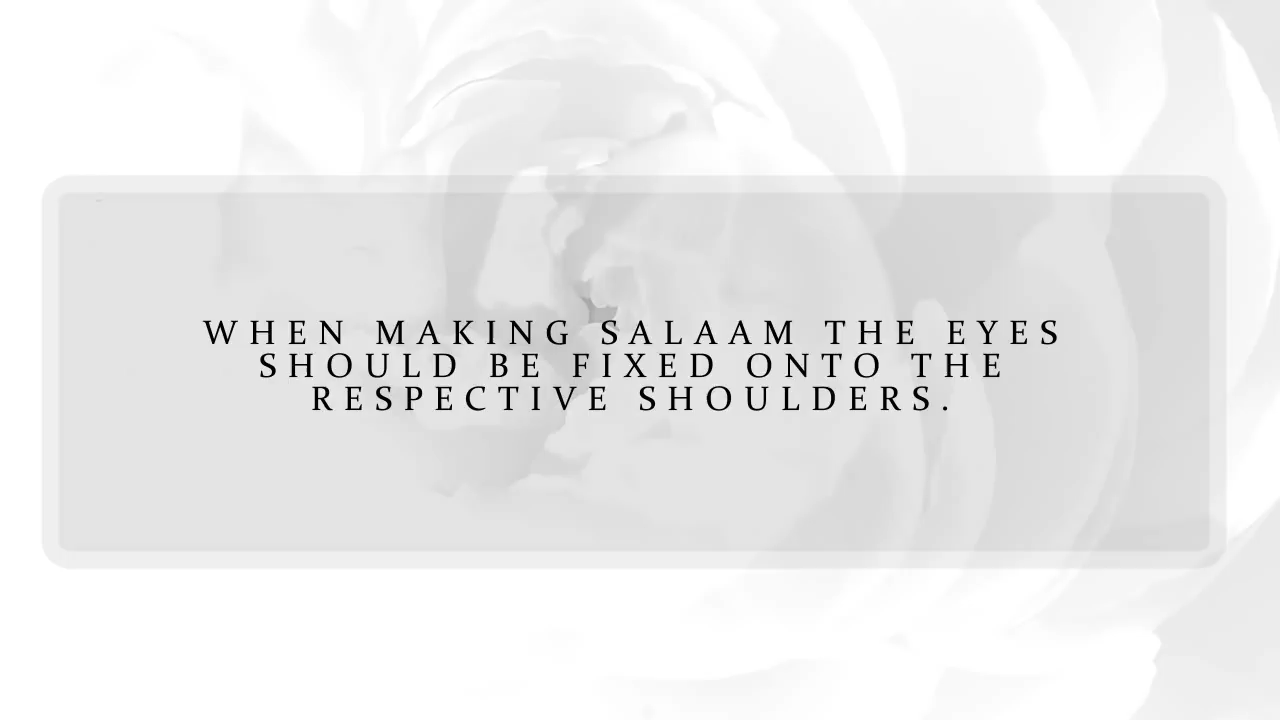 WHEN MAKING SALAAM THE EYES
SHOULD BE FIXED ONTO THE
RESPECTIVE SHOULDERS.